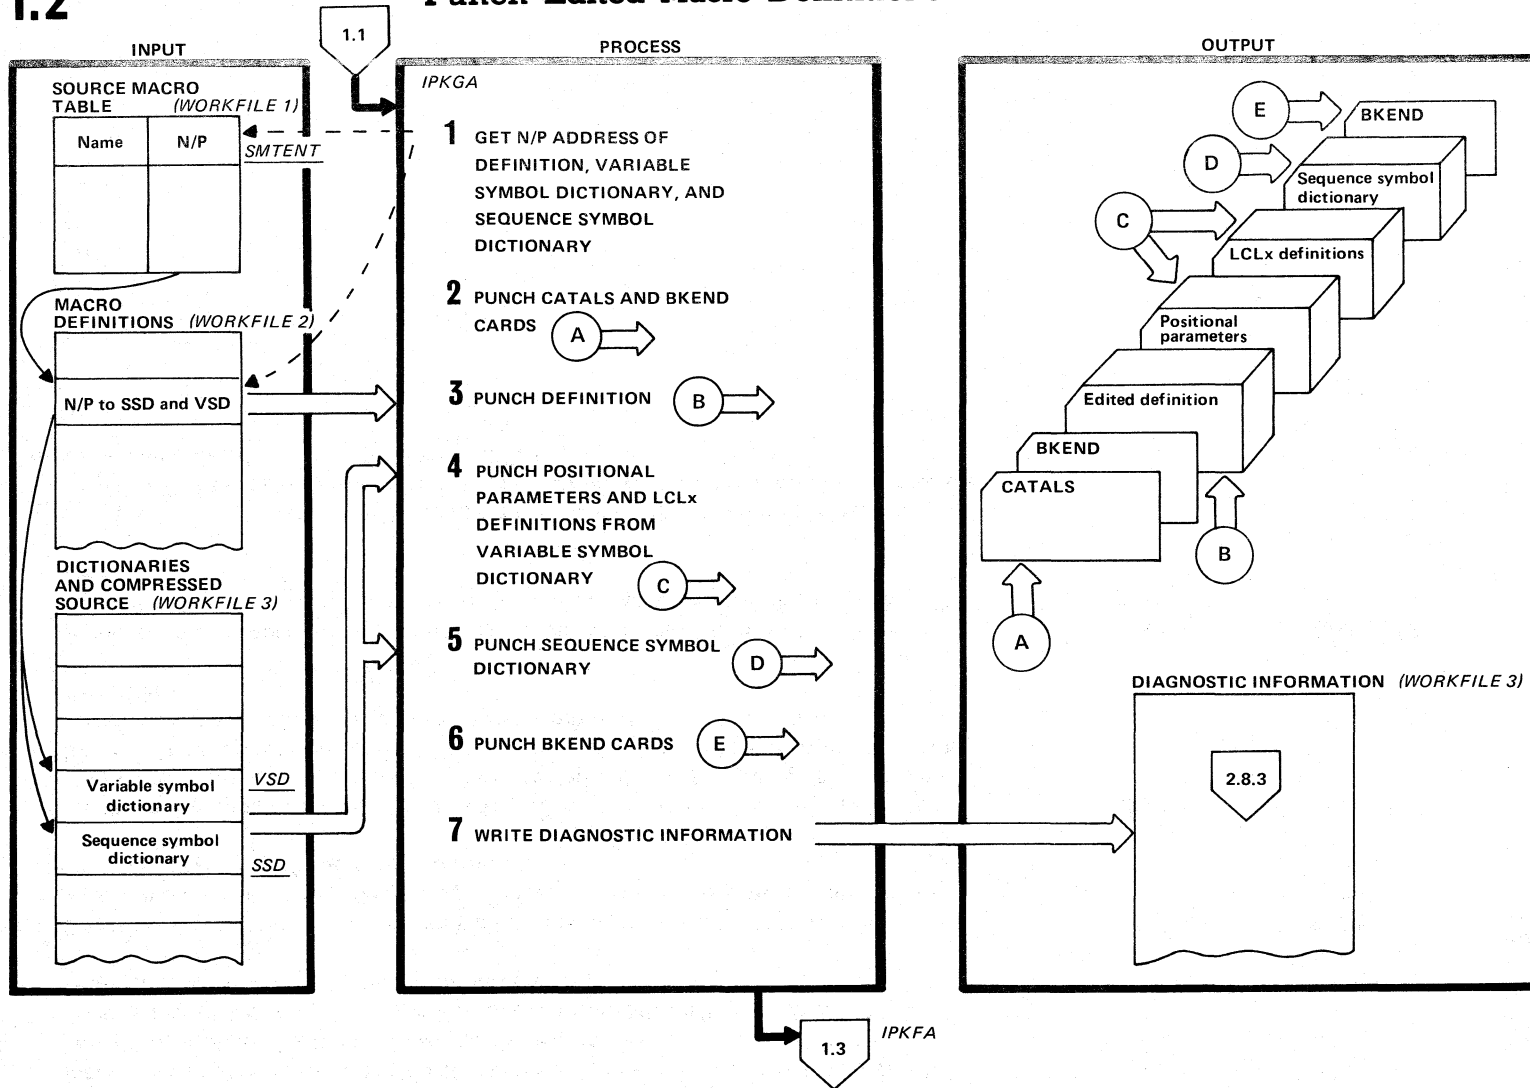 1.2
INPUT
1.1
PROCESS
OUTPUT
SOURCE MACRO
TABLE (WORKFILE 1)
Name
N/P
SMTENT
MACRO
DEFINITIONS (WORKFILE 2)
N/P to SSD and VSD
DICTIONARIES
AND COMPRESSED
SOURCE (WORKFILE 3)
Variable symbol
dictionary
VSD
Sequence symbol
dictionary
SSD
IPKGA
1 GET N/P ADDRESS OF
DEFINITION, VARIABLE
SYMBOL DICTIONARY, AND
SEQUENCE SYMBOL
DICTIONARY
2 PUNCH CATALS AND BKEND
CARDS A
3 PUNCH DEFINITION B
4 PUNCH POSITIONAL
PARAMETERS AND LCLx
DEFINITIONS FROM
VARIABLE SYMBOL
DICTIONARY C
5 PUNCH SEQUENCE SYMBOL
DICTIONARY D
6 PUNCH BKEND CARDS E
7 WRITE DIAGNOSTIC INFORMATION
E
BKEND
D
Sequence symbol
dictionary
C
LCLx definitions
Positional
parameters
Edited definition
BKEND
CATALS
B
A
DIAGNOSTIC INFORMATION (WORKFILE 3)
2.8.3
1.3
IPKFA